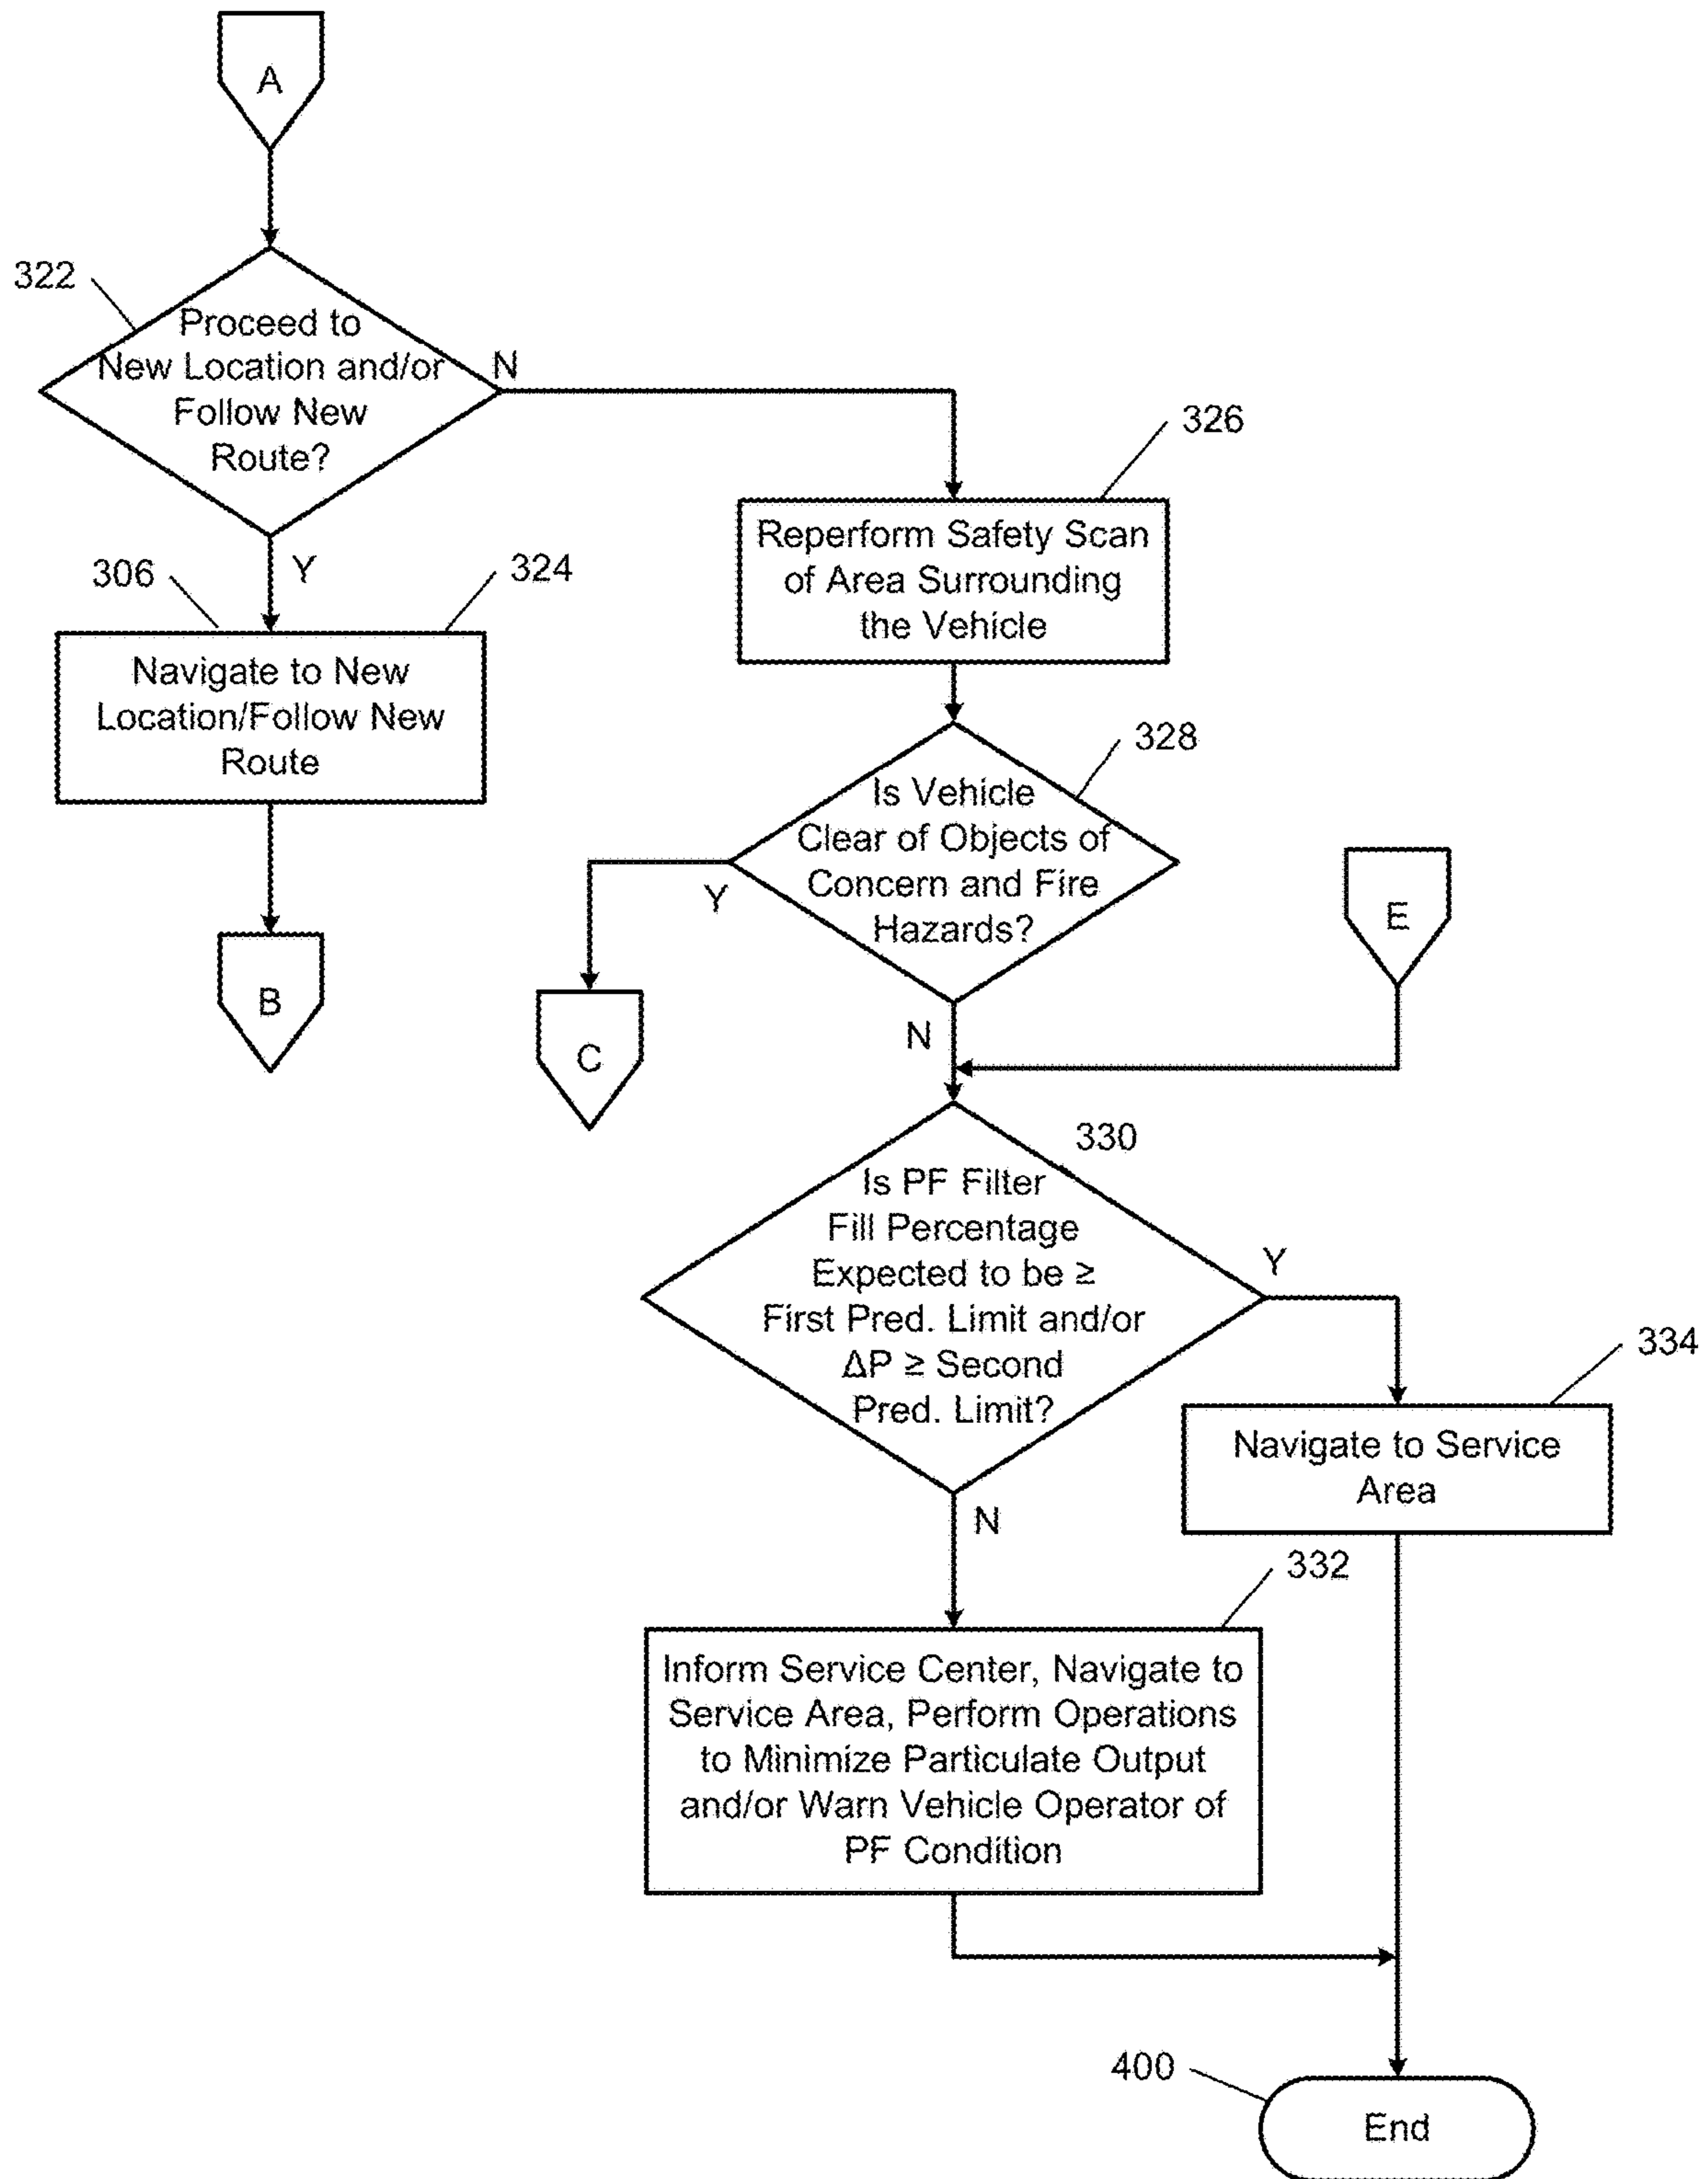 A
322
Proceed to
New Location and/or
Follow New
Route?
N
Y
326
Reperform Safety Scan
of Area Surrounding
the Vehicle
306
324
Navigate to New
Location/Follow New
Route
B
328
Is Vehicle
Clear of Objects of
Concern and Fire
Hazards?
Y
N
C
E
330
Is PF Filter
Fill Percentage
Expected to be ≥
First Pred. Limit and/or
ΔP ≥ Second
Pred. Limit?
Y
N
334
Navigate to Service
Area
332
Inform Service Center, Navigate to
Service Area, Perform Operations
to Minimize Particulate Output
and/or Warn Vehicle Operator of
PF Condition
400
End